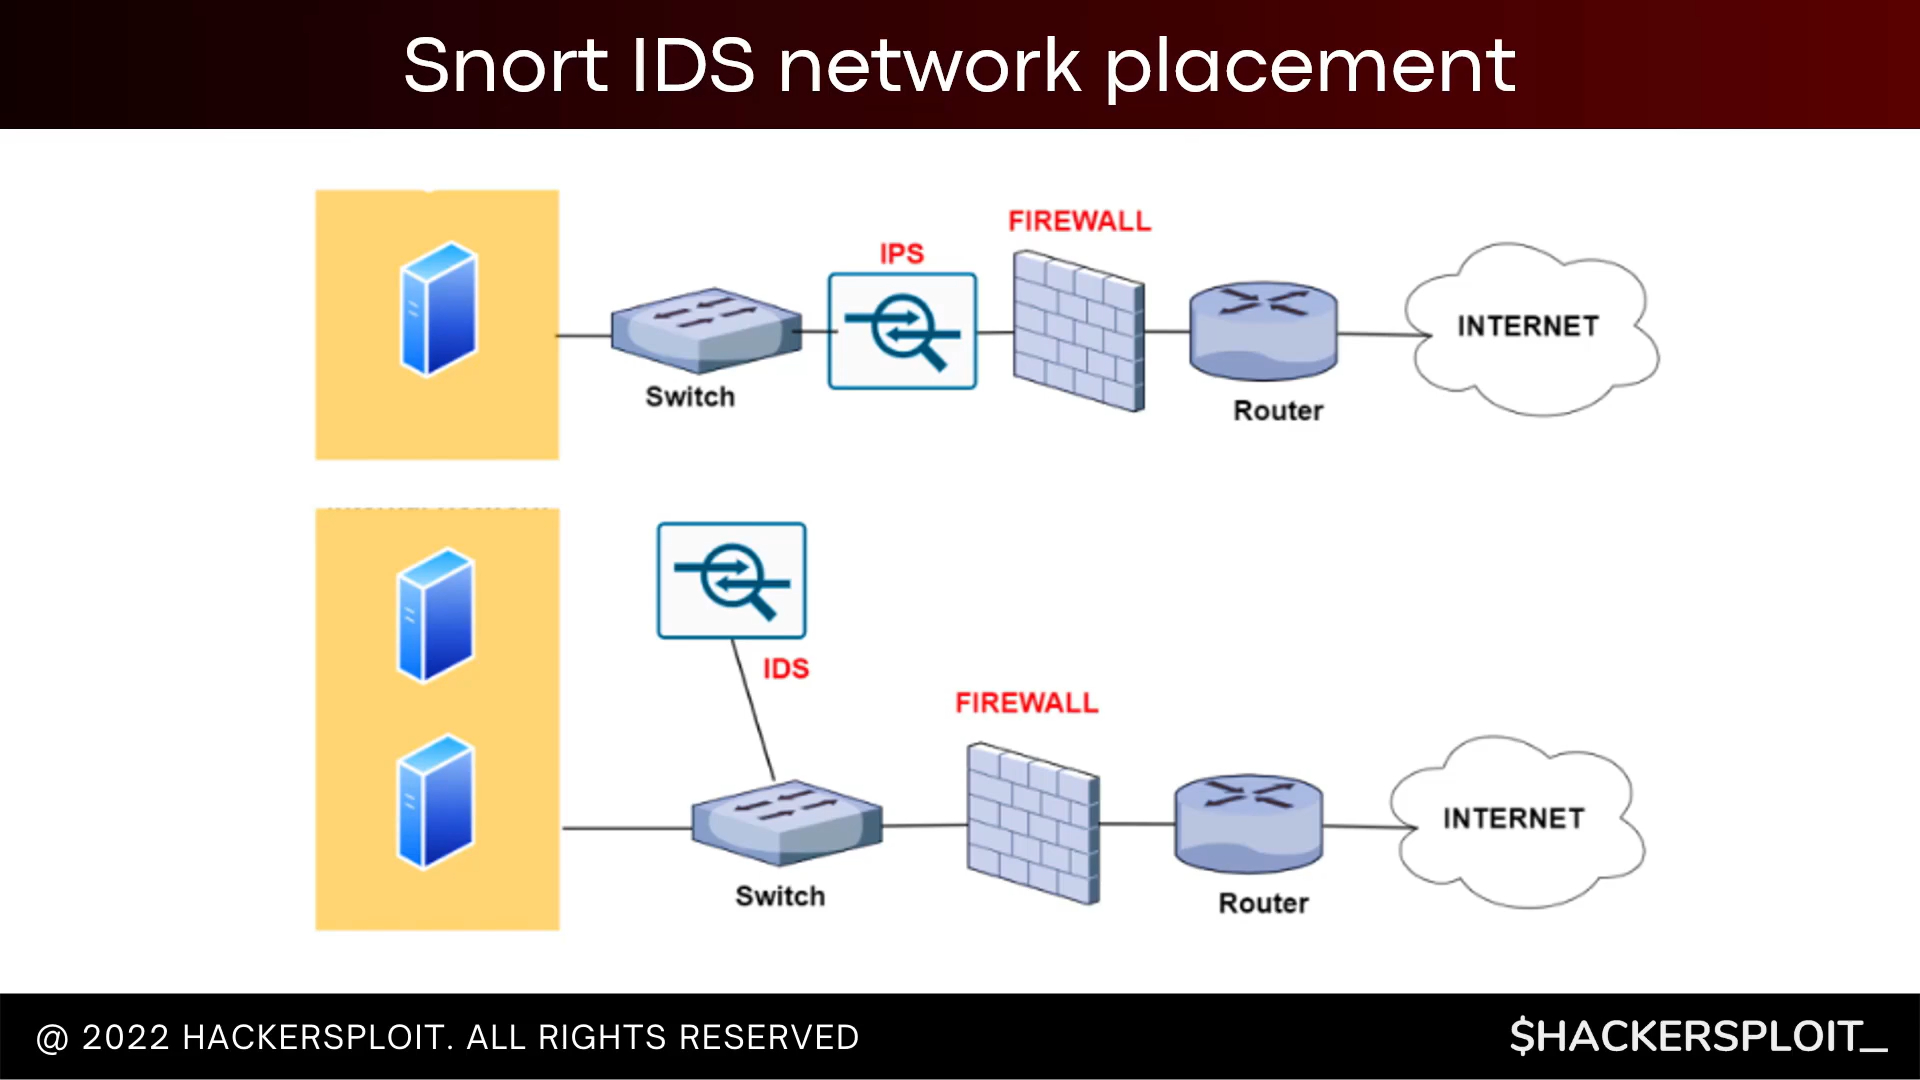 Snort IDS network placement
FIREWALL
IPS
INTERNET
Switch
Router
IDS
FIREWALL
INTERNET
Switch
Router
@ 2022 HACKERSPLOIT. ALL RIGHTS RESERVED
$HACKERSPLOIT_